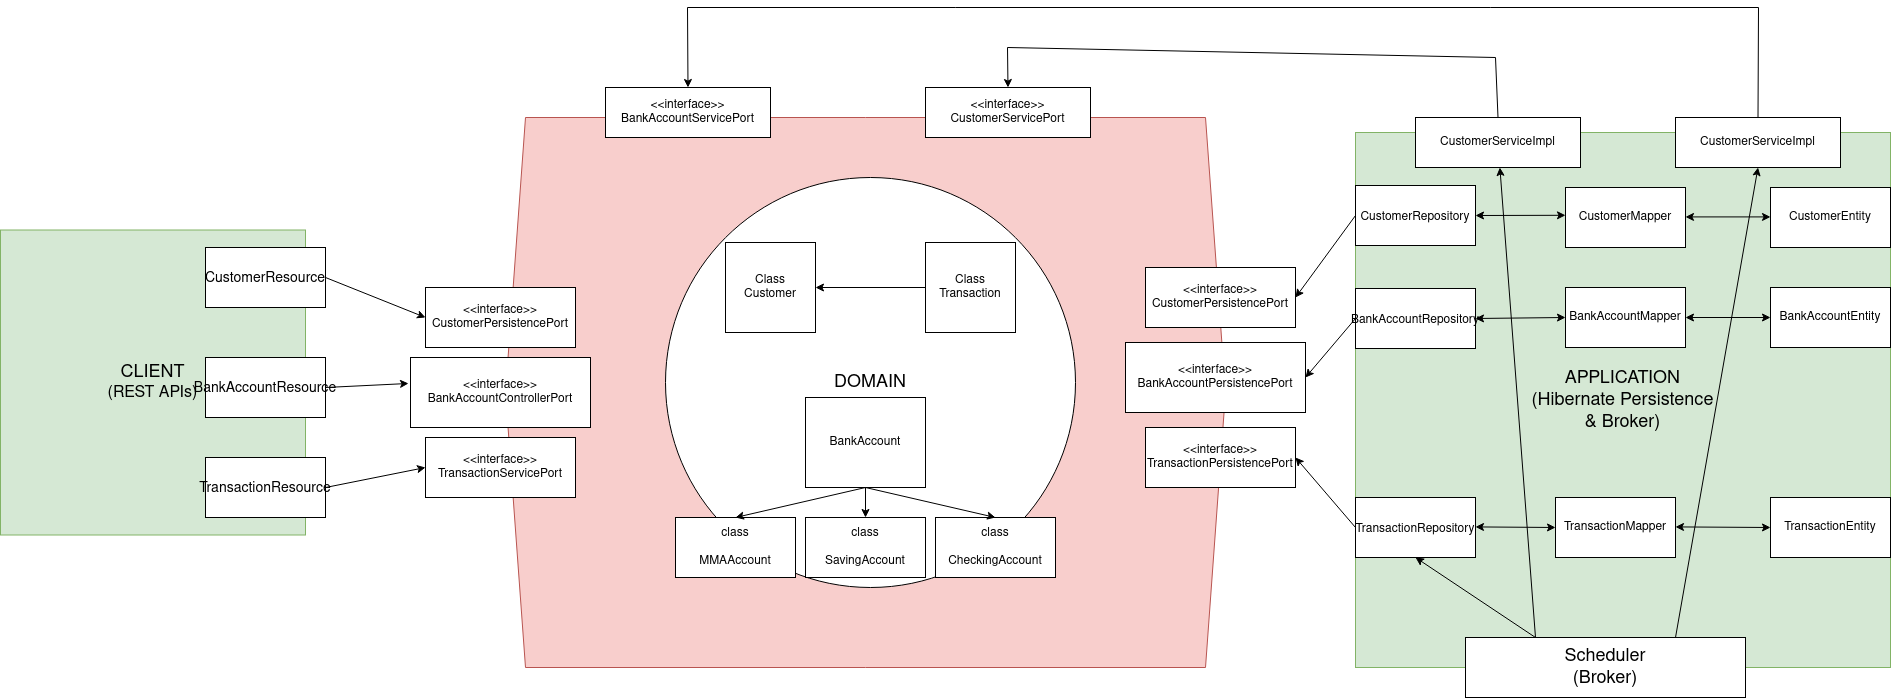 <<interface>>
BankAccountServicePort
<<interface>>
CustomerServicePort
CustomerServiceImpl
CustomerServiceImpl
CustomerRepository
CustomerMapper
CustomerEntity
CustomerResource
Class
Customer
Class
Transaction
<<interface>>
CustomerPersistencePort
<<interface>>
CustomerPersistencePort
BankAccountRepository
BankAccountMapper
BankAccountEntity
CLIENT
(REST APIs)
BankAccountResource
<<interface>>
BankAccountControllerPort
DOMAIN
<<interface>>
BankAccountPersistencePort
APPLICATION
(Hibernate Persistence
& Broker)
BankAccount
TransactionResource
<<interface>>
TransactionServicePort
<<interface>>
TransactionPersistencePort
class
MMAAccount
class
SavingAccount
class
CheckingAccount
TransactionRepository
TransactionMapper
TransactionEntity
Scheduler
(Broker)